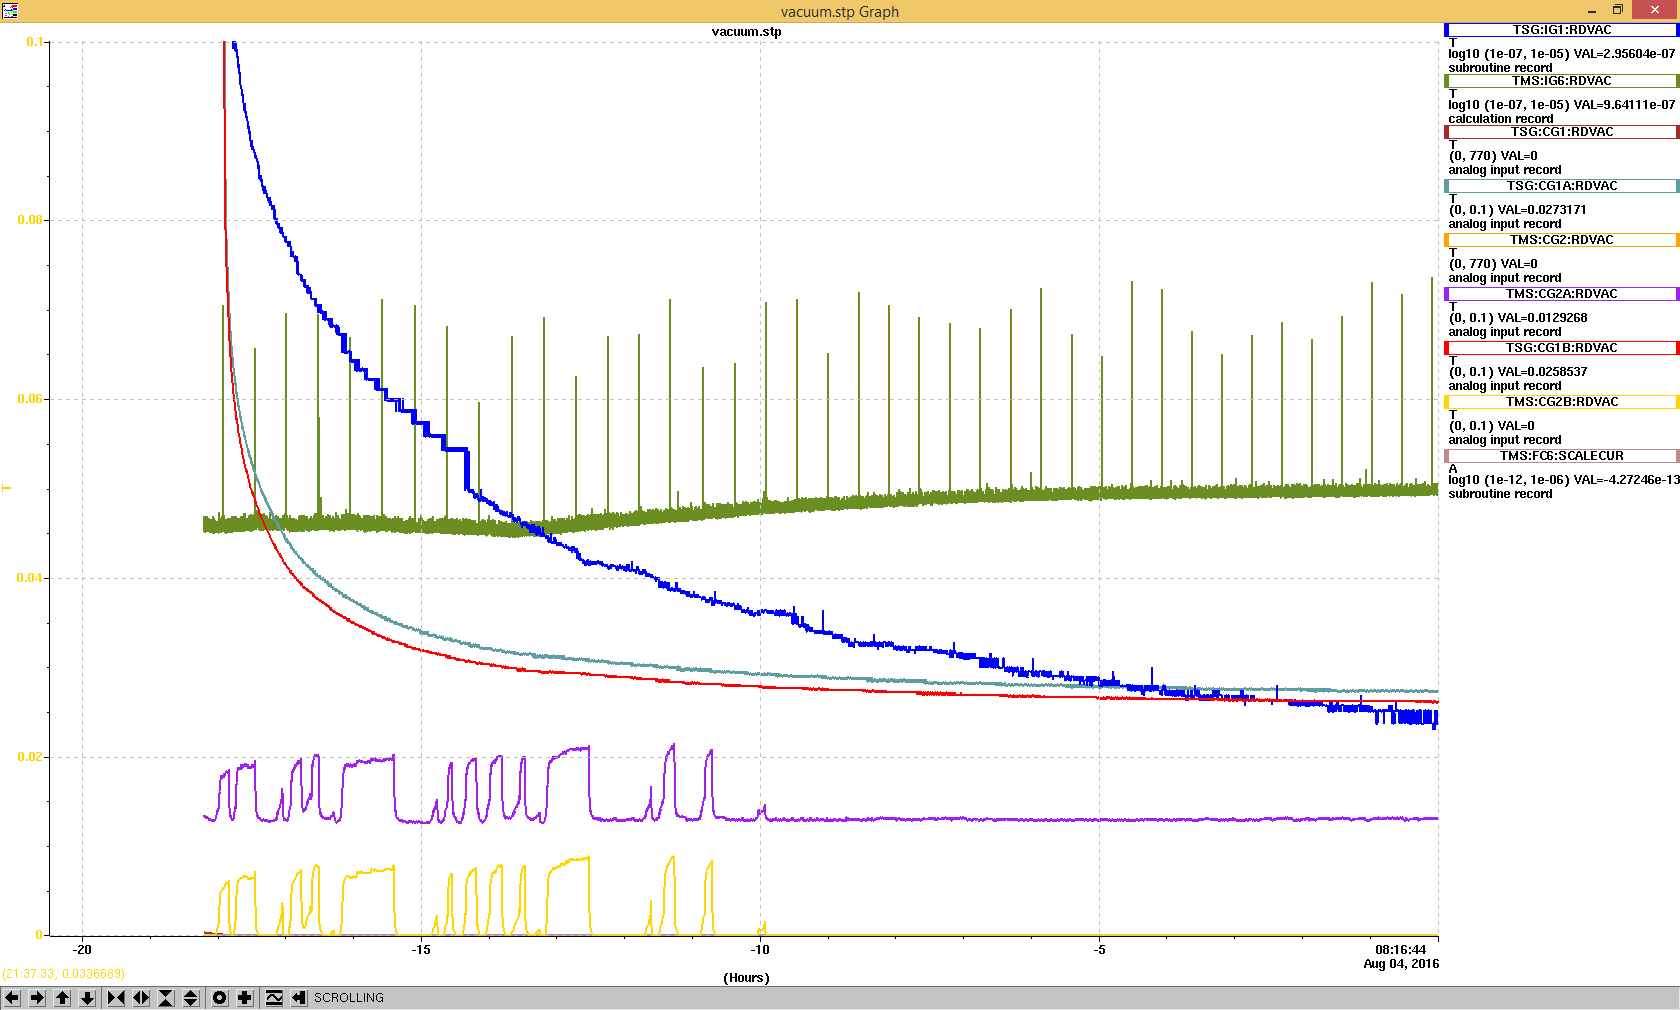 vacuum.stp Graph
vacuum.stp
0.1
0.08
0.06
T
0.04
0.02
0
-20
-15
-10
-5
08:16:44
Aug 04, 2016
(21:37:33, 0.0336689)
(Hours)
SCROLLING
TSG:IG1:RDVAC
T
log10 (1e-07, 1e-05) VAL=2.95604e-07
subroutine record
TMS:IG6:RDVAC
T
log10 (1e-07, 1e-05) VAL=9.64111e-07
calculation record
TSG:CG1:RDVAC
T
(0, 770) VAL=0
analog input record
TSG:CG1A:RDVAC
T
(0, 0.1) VAL=0.0273171
analog input record
TMS:CG2:RDVAC
T
(0, 770) VAL=0
analog input record
TMS:CG2A:RDVAC
T
(0, 0.1) VAL=0.0129268
analog input record
TSG:CG1B:RDVAC
T
(0, 0.1) VAL=0.0258537
analog input record
TMS:CG2B:RDVAC
T
(0, 0.1) VAL=0
analog input record
TMS:FC6:SCALECUR
A
log10 (1e-12, 1e-06) VAL=-4.27246e-13
subroutine record